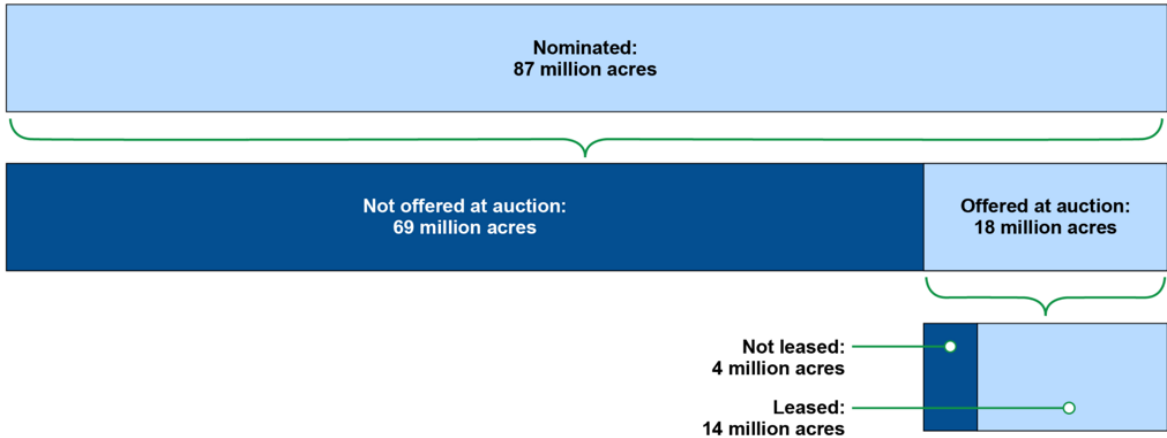 Nominated:
87 million acres
Not offered at auction:
69 million acres
Offered at auction:
18 million acres
Not leased:
4 million acres
Leased:
14 million acres